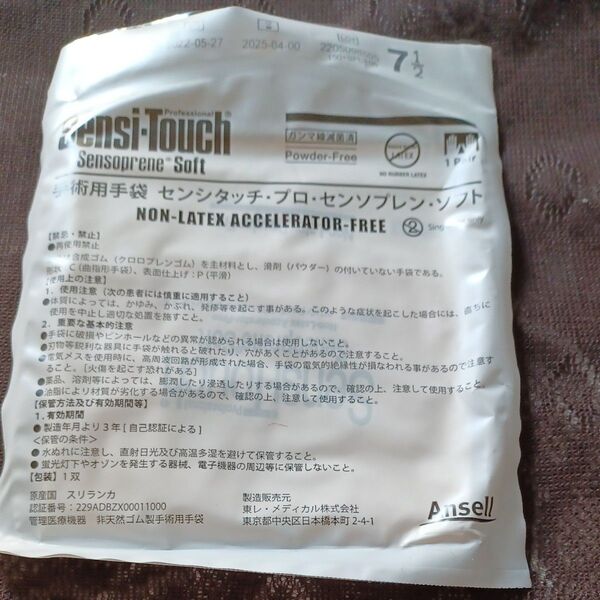 2022-05-27
2025-04-00
LOT
7 1/2
Professional
Sensi-Touch®
Sensoprene™ Soft
ガンマ線滅菌済
Powder-Free
LATEX
NO RUBBER LATEX
1 Pair
手術用手袋 センシタッチ・プロ・センソプレン・ソフト
NON-LATEX ACCELERATOR-FREE
2
【禁忌・禁止】
●再使用禁止
合成ゴム（クロロプレンゴム）を主材料とし、滑剤（パウダー）の付いていない手袋である。
形状：C（曲指形手袋）、表面仕上げ：P（平滑）
【使用上の注意】
1. 使用注意（次の患者には慎重に適用すること）
●体質によっては、かゆみ、かぶれ、発疹等を起こす事がある。このような症状を起こした場合には、直ちに
使用を中止し適切な処置を施すこと。
2. 重要な基本的注意
●手袋に破損やピンホールなどの異常が認められる場合は使用しないこと。
●刃物等鋭利な器具に手袋が触れると破れたり、穴があくことがあるので注意すること。
●電気メスを使用時に、高周波回路が形成された場合、手袋の電気的絶縁性が損なわれる事があるので注意す
ること。[火傷を起こす恐れがある]
●薬品、溶剤等によっては、膨潤したり浸透したりする場合があるので、確認の上、注意して使用すること。
●油脂により材質が劣化する場合があるので、確認の上、注意して使用すること。
【保管方法及び有効期間等】
1. 有効期間
●製造年月より3年 [自己認証による]
<保管の条件>
●水ぬれに注意し、直射日光及び高温多湿を避けて保管すること。
●蛍光灯下やオゾンを発生する器械、電子機器の周辺等に保管しないこと。
【包装】1双
原産国 スリランカ
認証番号：229ADBZX00011000
管理医療機器 非天然ゴム製手術用手袋
製造販売元
東レ・メディカル株式会社
東京都中央区日本橋本町2-4-1
Ansell